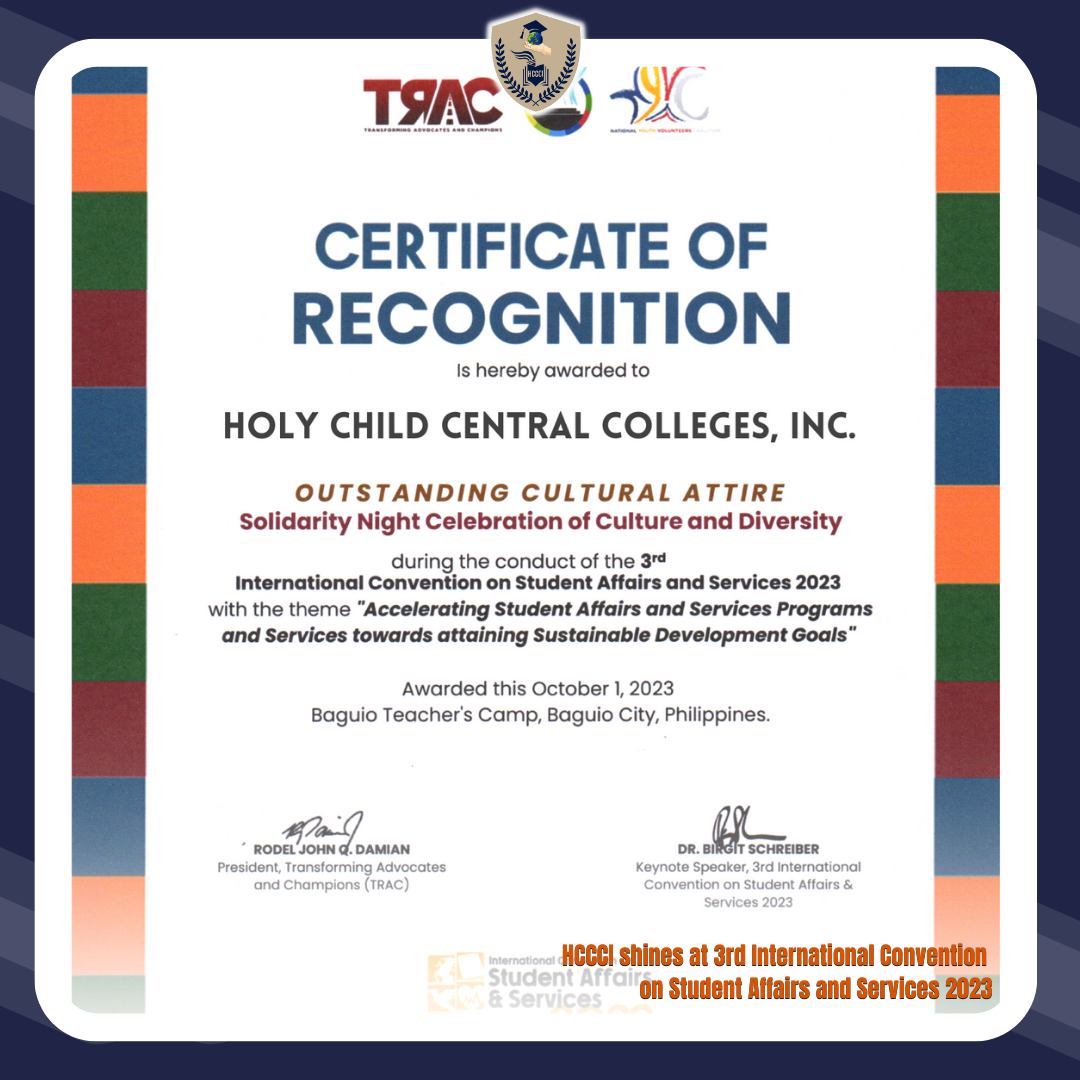 HCCCI
TRAC
TRANSFORMING ADVOCATES AND CHAMPIONS
NATIONAL YOUTH VOLUNTEERS
CERTIFICATE OF
RECOGNITION
Is hereby awarded to
HOLY CHILD CENTRAL COLLEGES, INC.
OUTSTANDING CULTURAL ATTIRE
Solidarity Night Celebration of Culture and Diversity
during the conduct of the 3rd
International Convention on Student Affairs and Services 2023
with the theme "Accelerating Student Affairs and Services Programs
and Services towards attaining Sustainable Development Goals"
Awarded this October 1, 2023
Baguio Teacher's Camp, Baguio City, Philippines.
RODEL JOHN Q. DAMIAN
President, Transforming Advocates
and Champions (TRAC)
DR. BIRGIT SCHREIBER
Keynote Speaker, 3rd International
Convention on Student Affairs &
Services 2023
International
Student Affairs
& Services
HCCCI shines at 3rd International Convention
on Student Affairs and Services 2023